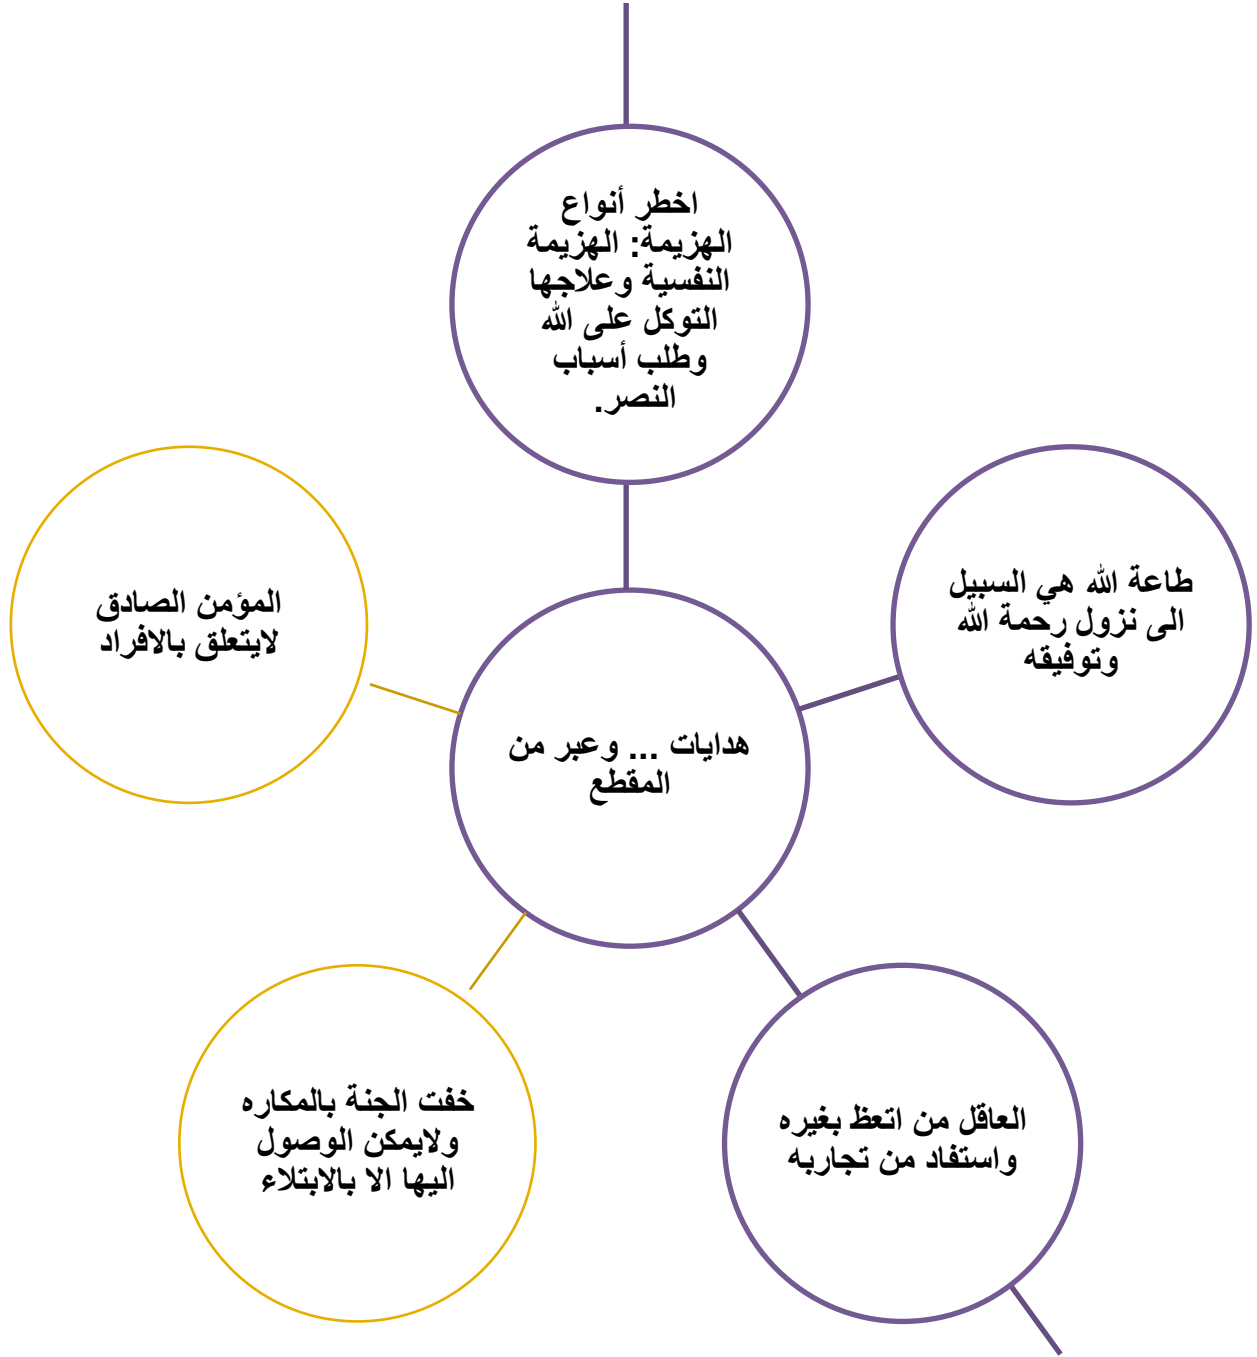 اخطر أنواع
الهزيمة: الهزيمة
النفسية وعلاجها
التوكل على الله
وطلب أسباب
النصر.
طاعة الله هي السبيل
الى نزول رحمة الله
وتوفيقه
المؤمن الصادق
لايتعلق بالافراد
هدايات ... وعبر من
المقطع
العاقل من اتعظ بغيره
واستفاد من تجاربه
خفت الجنة بالمكاره
ولايمكن الوصول
اليها الا بالابتلاء